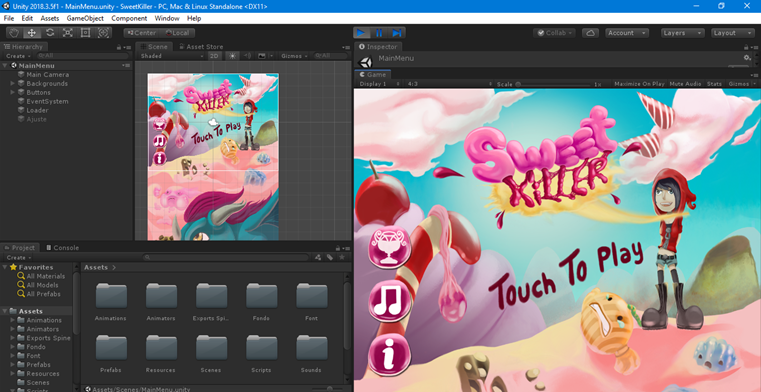 Unity 2018.3.5f1 - MainMenu.unity - SweetKiller - PC, Mac & Linux Standalone <DX11>
File Edit Assets GameObject Component Window Help
Center Local Collab Account Layers Layout
Hierarchy Scene Asset Store Inspector
Create All Shaded 2D Gizmos All MainMenu
MainMenu
Main Camera
Backgrounds
Buttons
EventSystem
Loader
Ajuste
SWEET
KILLER
Touch To Play
Game
Display 1 4:3 Scale 1x Maximize On Play Mute Audio Stats Gizmos
Sweet
KiLLER
Touch To Play
Project Console
Create
Favorites
All Materials
All Models
All Prefabs
Assets
Animations
Animators
Exports Spine
Fondo
Font
Prefabs
Resources
Scenes
Scripts
Assets
Animations Animators Exports Spi... Fondo Font
Prefabs Resources Scenes Scripts Sounds
Assets/Scenes/MainMenu.unity